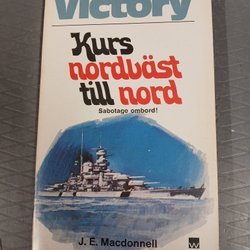 Victory
Kurs
nordväst
till nord
Sabotage ombord!
J. E. Macdonnell
W